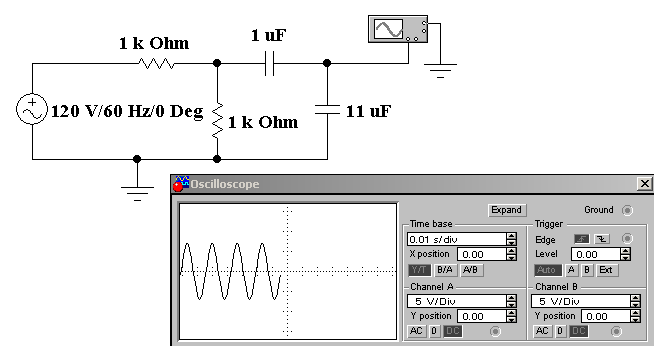 1 uF
1 k Ohm
120 V/60 Hz/0 Deg
1 k Ohm
11 uF
Oscilloscope
Expand
Ground
Time base
0.01 s/div
X position 0.00
Y/T B/A A/B
Trigger
Edge
Level 0.00
Auto A B Ext
Channel A
5 V/Div
Y position 0.00
AC 0 DC
Channel B
5 V/Div
Y position 0.00
AC 0 DC